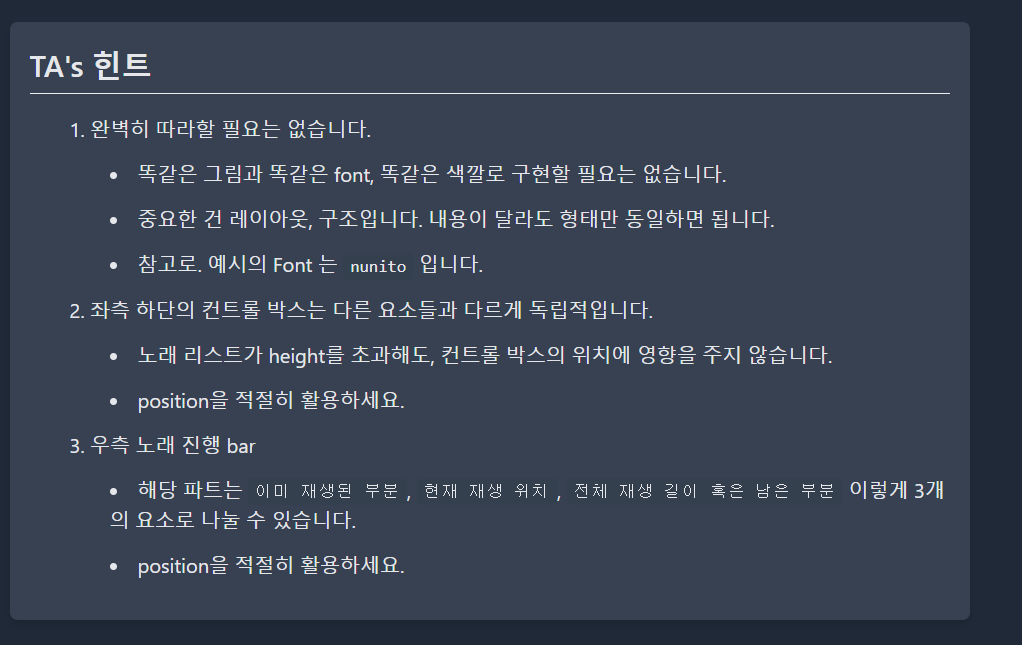 TA's 힌트
1. 완벽히 따라할 필요는 없습니다.
• 똑같은 그림과 똑같은 font, 똑같은 색깔로 구현할 필요는 없습니다.
• 중요한 건 레이아웃, 구조입니다. 내용이 달라도 형태만 동일하면 됩니다.
• 참고로. 예시의 Font 는 nunito 입니다.
2. 좌측 하단의 컨트롤 박스는 다른 요소들과 다르게 독립적입니다.
• 노래 리스트가 height를 초과해도, 컨트롤 박스의 위치에 영향을 주지 않습니다.
• position을 적절히 활용하세요.
3. 우측 노래 진행 bar
• 해당 파트는 이미 재생된 부분, 현재 재생 위치, 전체 재생 길이 혹은 남은 부분 이렇게 3개
의 요소로 나눌 수 있습니다.
• position을 적절히 활용하세요.